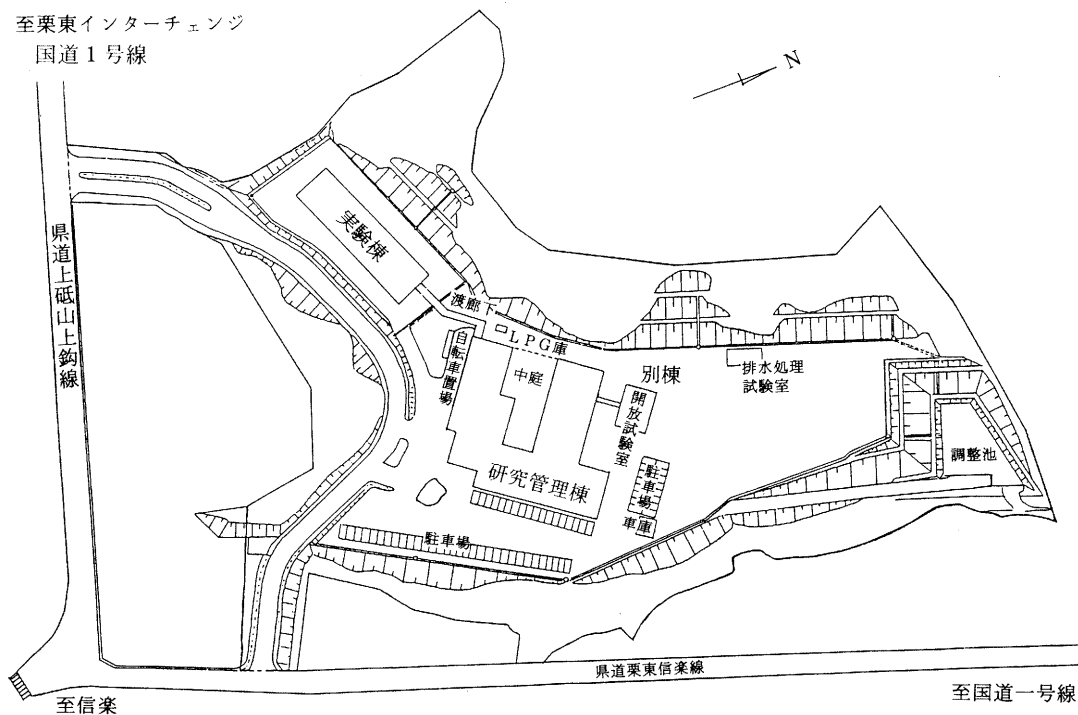 至栗東インターチェンジ
国道1号線
N
県道上砥山上鈎線
実験棟
渡廊下
LPG庫
自転車置場
中庭
別棟
排水処理
試験室
開放試験室
調整池
研究管理棟
駐車場
車庫
駐車場
県道栗東信楽線
至国道一号線
至信楽